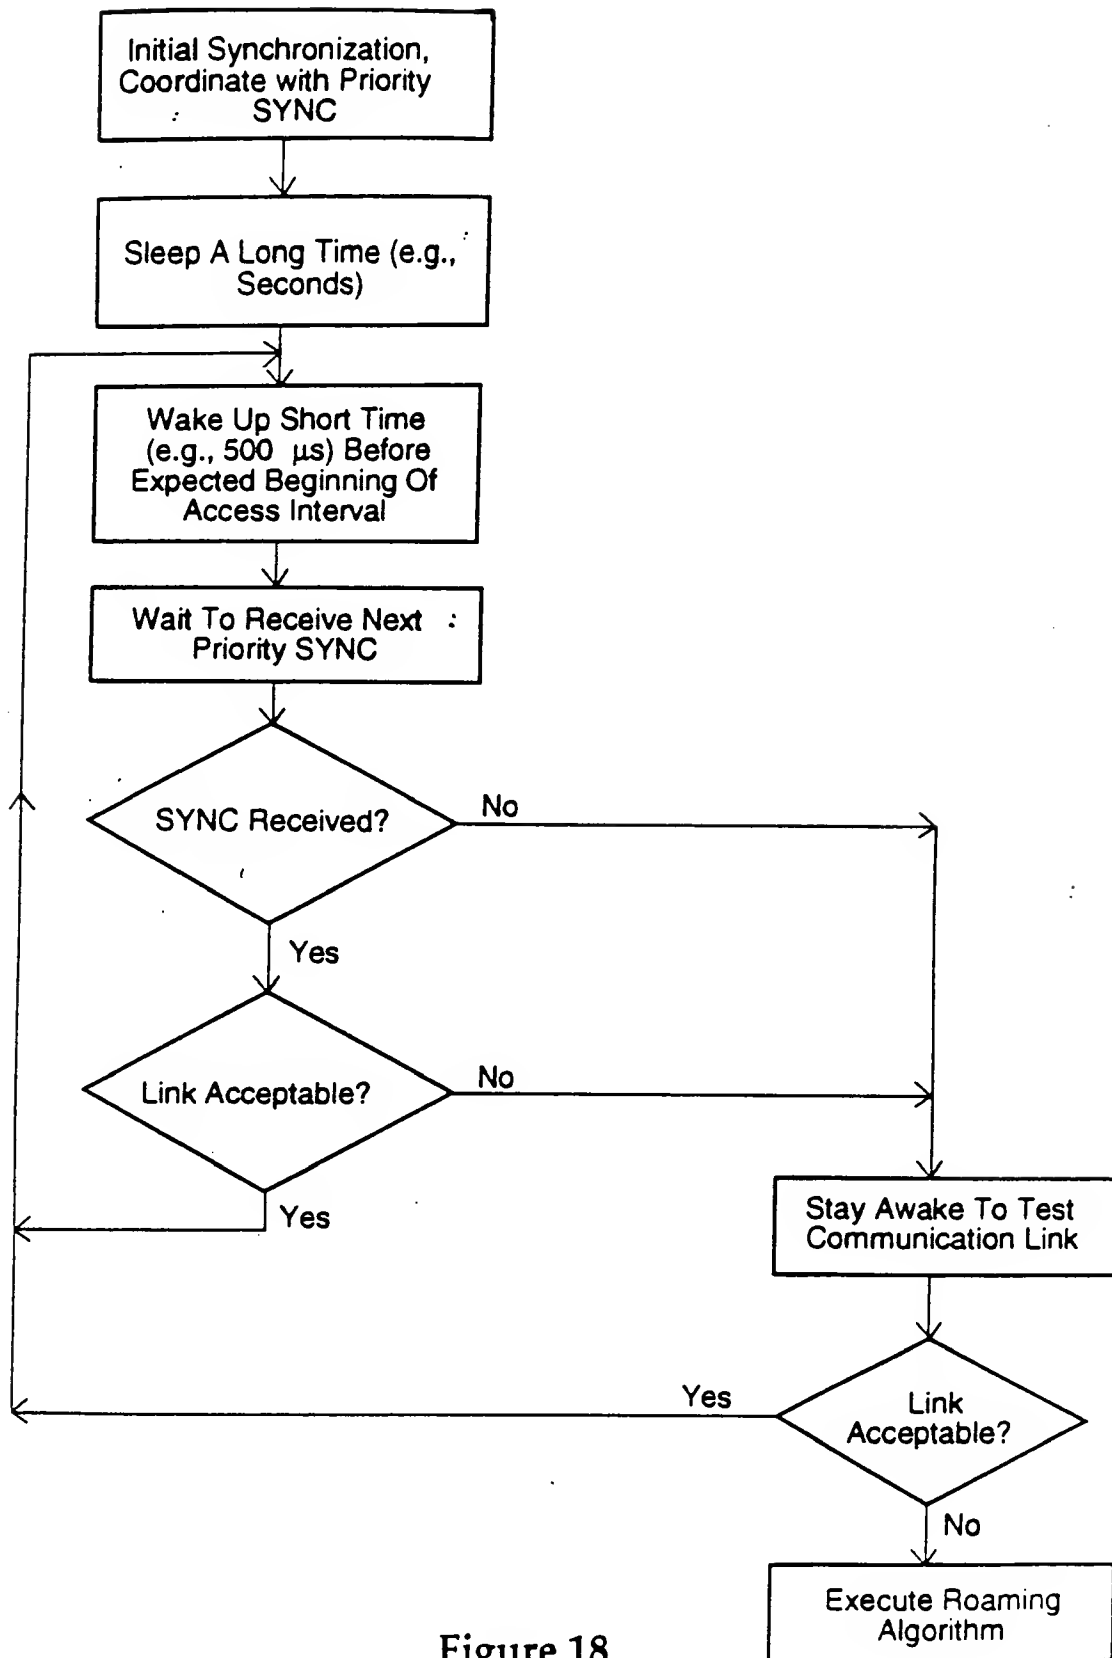 Initial Synchronization,
Coordinate with Priority
SYNC
Sleep A Long Time (e.g.,
Seconds)
Wake Up Short Time
(e.g., 500 µs) Before
Expected Beginning Of
Access Interval
Wait To Receive Next
Priority SYNC
SYNC Received?
No
Yes
Link Acceptable?
No
Yes
Stay Awake To Test
Communication Link
Link
Acceptable?
Yes
No
Execute Roaming
Algorithm
Figure 18